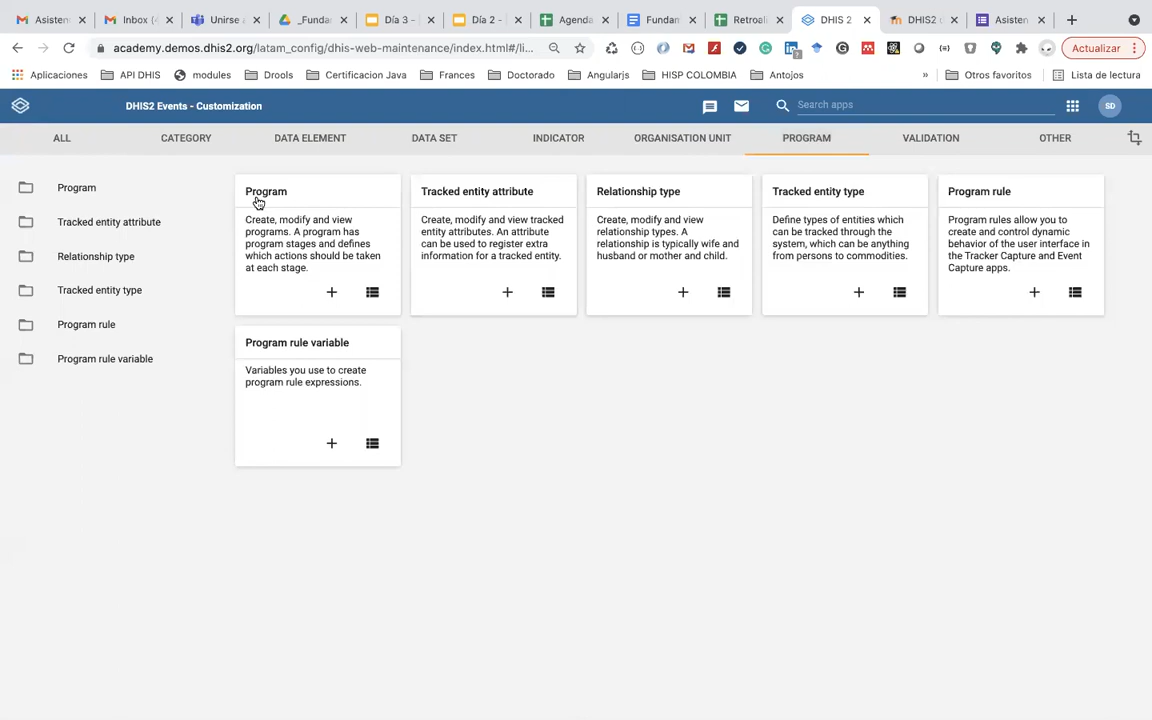 Asisten
Inbox (
Unirse a
_Funda
Día 3 -
Día 2 -
Agenda
Fundam
Retroali
DHIS 2
DHIS2 d
Asisten
academy.demos.dhis2.org/latam_config/dhis-web-maintenance/index.html#/li...
Actualizar
Aplicaciones
API DHIS
modules
Drools
Certificacion Java
Frances
Doctorado
Angularjs
HISP COLOMBIA
Antojos
»
Otros favoritos
Lista de lectura
DHIS2 Events - Customization
Search apps
SD
ALL
CATEGORY
DATA ELEMENT
DATA SET
INDICATOR
ORGANISATION UNIT
PROGRAM
VALIDATION
OTHER
Program
Tracked entity attribute
Relationship type
Tracked entity type
Program rule
Program rule variable
Program
Create, modify and view
programs. A program has
program stages and defines
which actions should be taken
at each stage.
Tracked entity attribute
Create, modify and view tracked
entity attributes. An attribute
can be used to register extra
information for a tracked entity.
Relationship type
Create, modify and view
relationship types. A
relationship is typically wife and
husband or mother and child.
Tracked entity type
Define types of entities which
can be tracked through the
system, which can be anything
from persons to commodities.
Program rule
Program rules allow you to
create and control dynamic
behavior of the user interface in
the Tracker Capture and Event
Capture apps.
Program rule variable
Variables you use to create
program rule expressions.